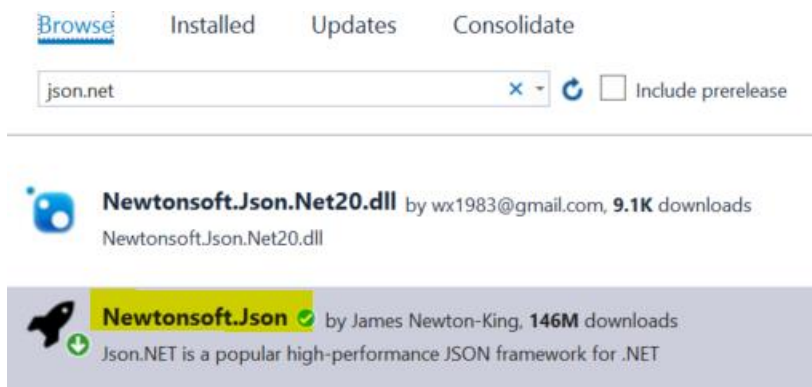 Browse Installed Updates Consolidate
json.net Include prerelease
Newtonsoft.Json.Net20.dll by wx1983@gmail.com, 9.1K downloads
Newtonsoft.Json.Net20.dll
Newtonsoft.Json by James Newton-King, 146M downloads
Json.NET is a popular high-performance JSON framework for .NET